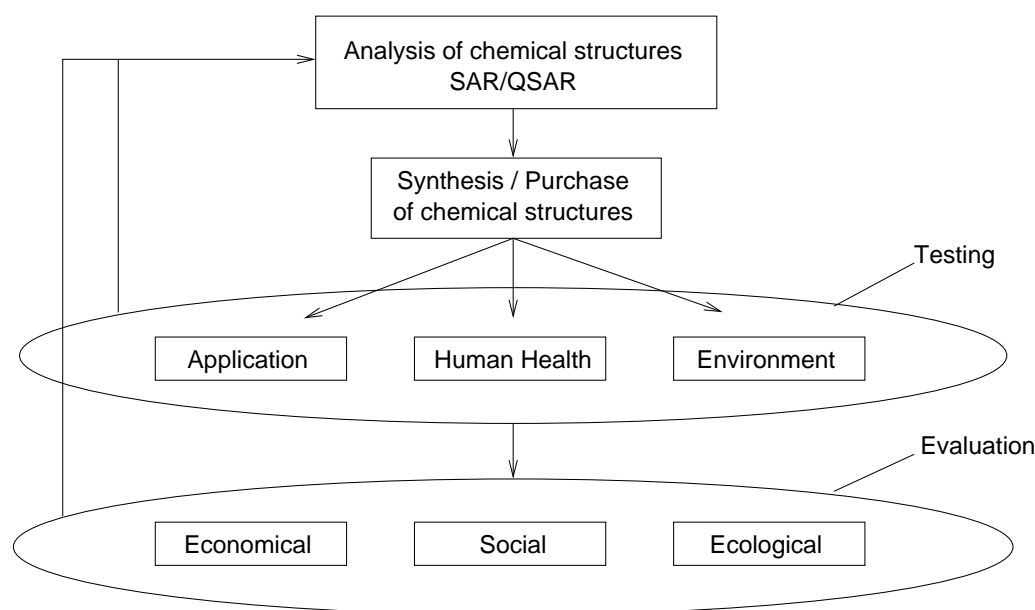 Analysis of chemical structures
SAR/QSAR
Synthesis / Purchase
of chemical structures
Testing
Application
Human Health
Environment
Evaluation
Economical
Social
Ecological